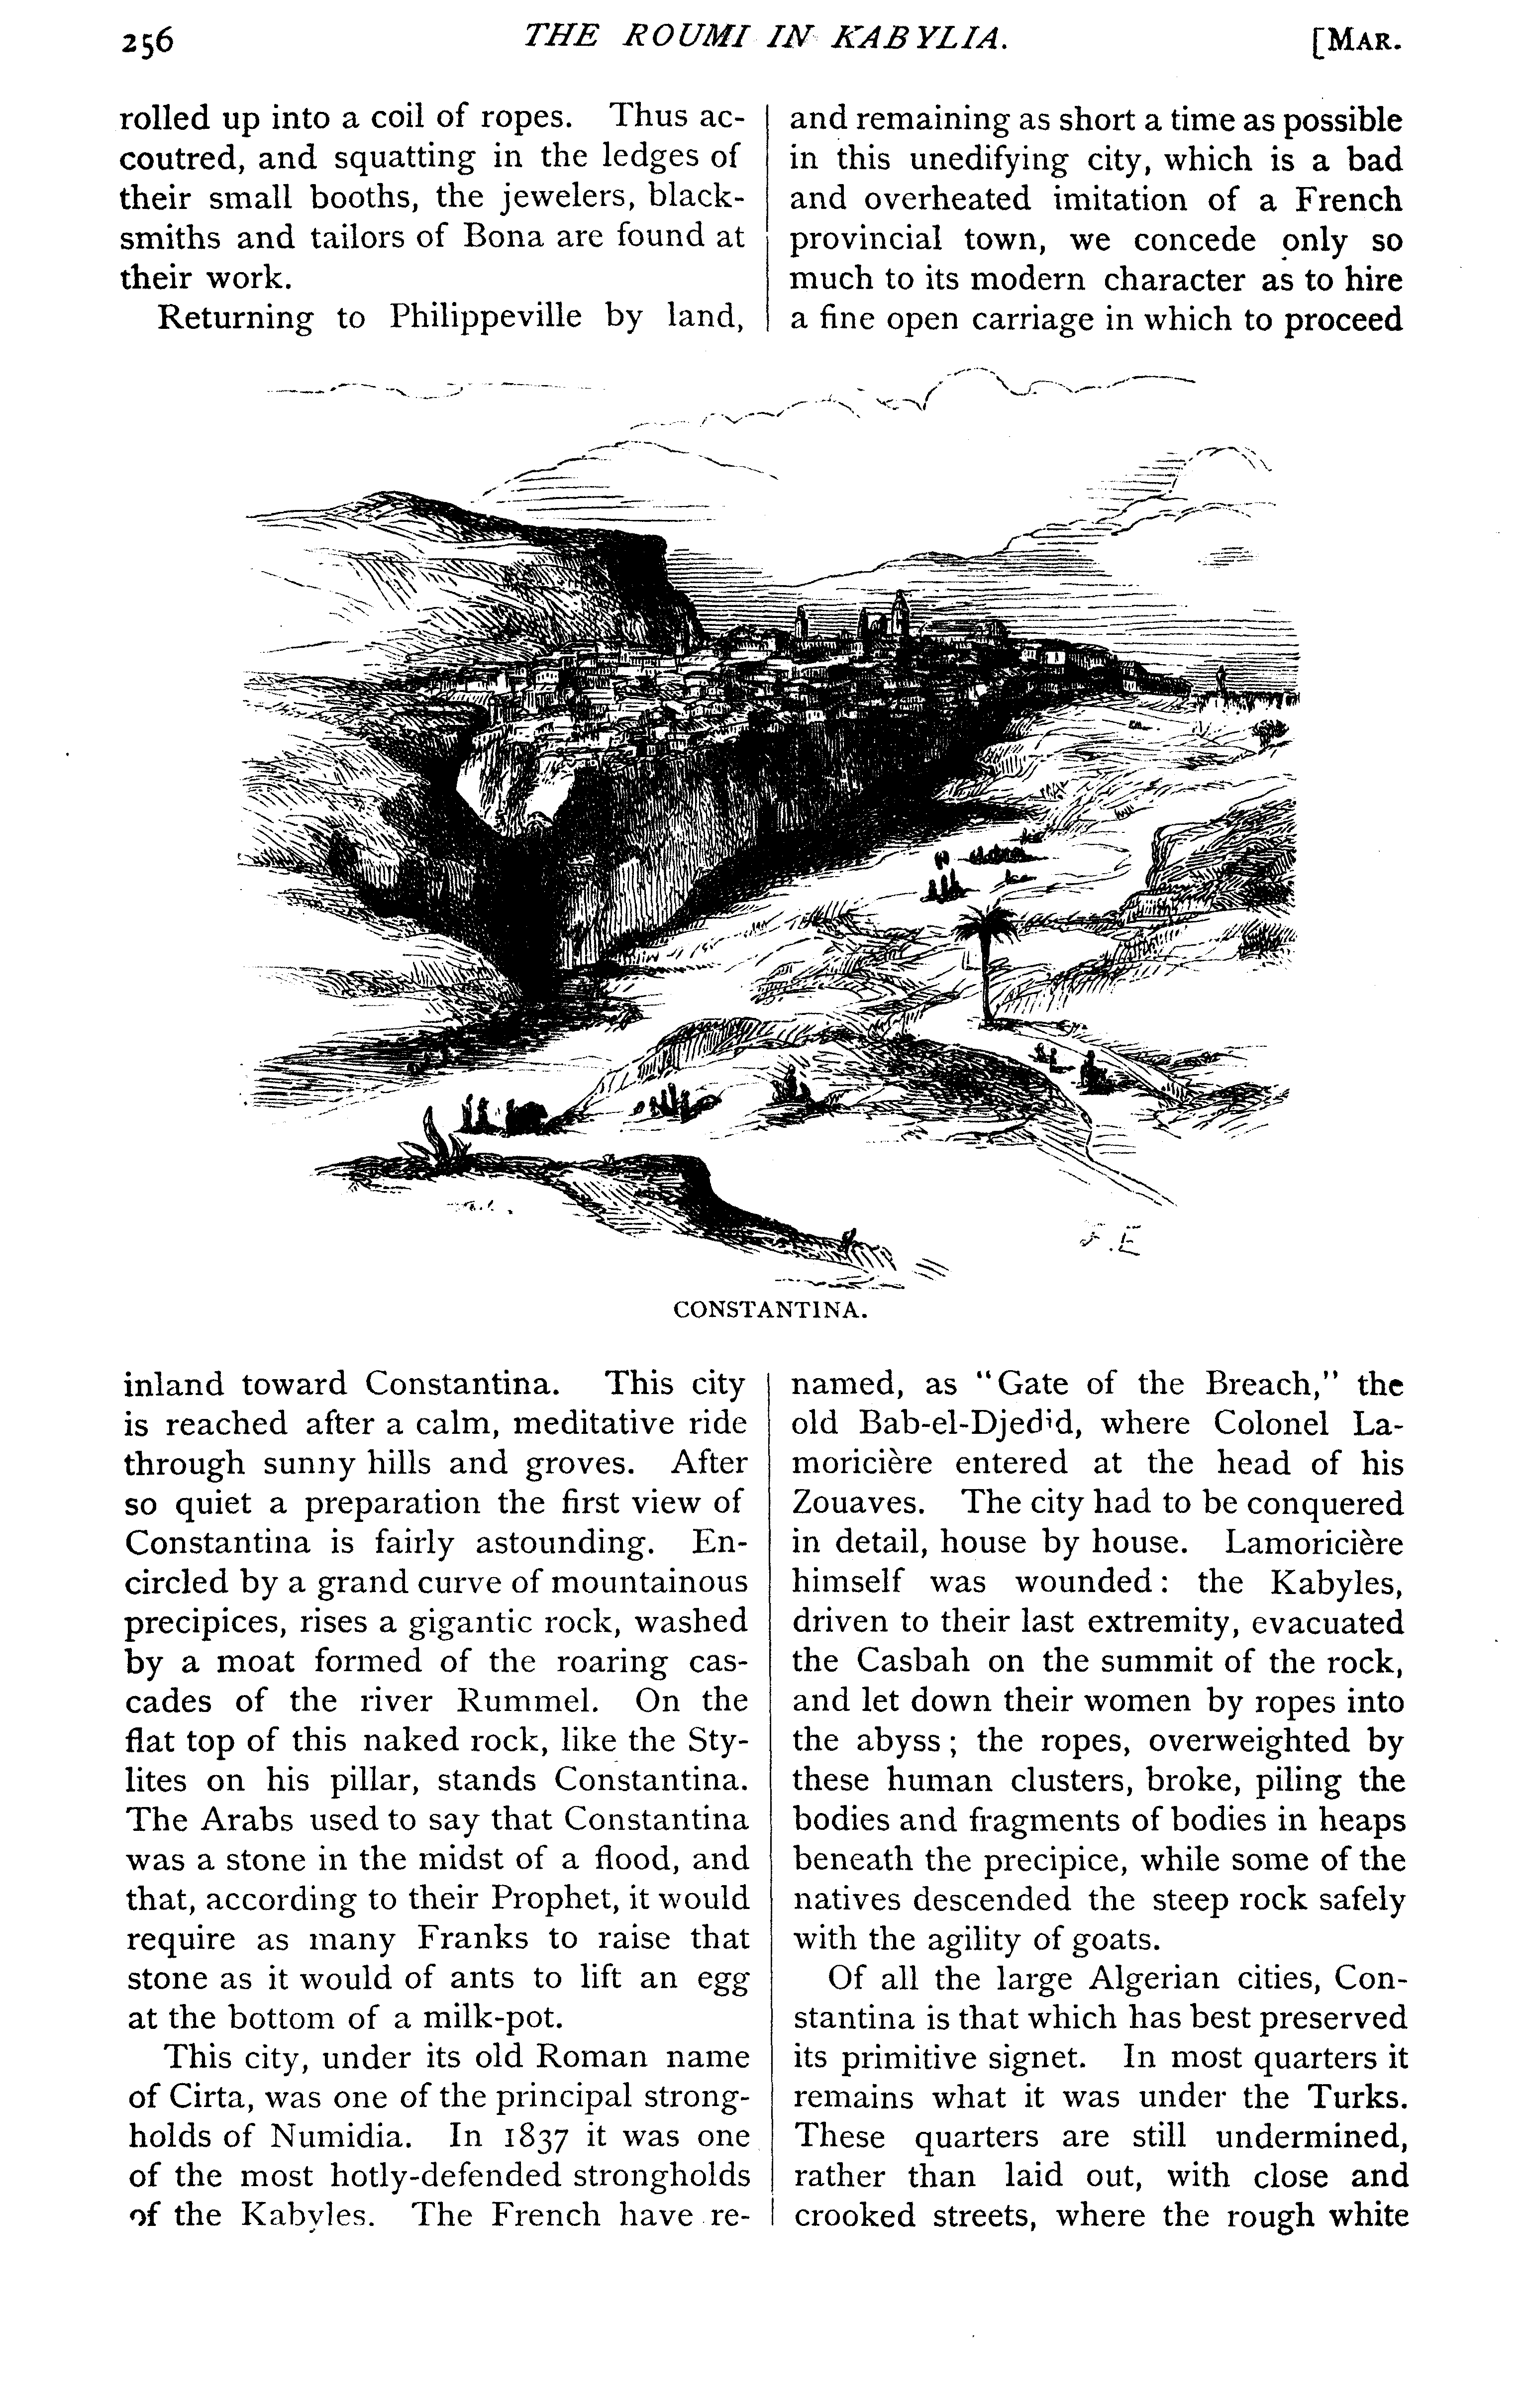 256
THE ROUMI IN KABYLIA.
[MAR.
rolled up into a coil of ropes. Thus ac-
coutred, and squatting in the ledges of
their small booths, the jewelers, black-
smiths and tailors of Bona are found at
their work.
Returning to Philippeville by land,
and remaining as short a time as possible
in this unedifying city, which is a bad
and overheated imitation of a French
provincial town, we concede only so
much to its modern character as to hire
a fine open carriage in which to proceed
F.E
CONSTANTINA.
inland toward Constantina. This city
is reached after a calm, meditative ride
through sunny hills and groves. After
so quiet a preparation the first view of
Constantina is fairly astounding. En-
circled by a grand curve of mountainous
precipices, rises a gigantic rock, washed
by a moat formed of the roaring cas-
cades of the river Rummel. On the
flat top of this naked rock, like the Sty-
lites on his pillar, stands Constantina.
The Arabs used to say that Constantina
was a stone in the midst of a flood, and
that, according to their Prophet, it would
require as many Franks to raise that
stone as it would of ants to lift an egg
at the bottom of a milk-pot.
This city, under its old Roman name
of Cirta, was one of the principal strong-
holds of Numidia. In 1837 it was one
of the most hotly-defended strongholds
of the Kabyles. The French have re-
named, as "Gate of the Breach," the
old Bab-el-Djedid, where Colonel La-
moricière entered at the head of his
Zouaves. The city had to be conquered
in detail, house by house. Lamoricière
himself was wounded: the Kabyles,
driven to their last extremity, evacuated
the Casbah on the summit of the rock,
and let down their women by ropes into
the abyss; the ropes, overweighted by
these human clusters, broke, piling the
bodies and fragments of bodies in heaps
beneath the precipice, while some of the
natives descended the steep rock safely
with the agility of goats.
Of all the large Algerian cities, Con-
stantina is that which has best preserved
its primitive signet. In most quarters it
remains what it was under the Turks.
These quarters are still undermined,
rather than laid out, with close and
crooked streets, where the rough white